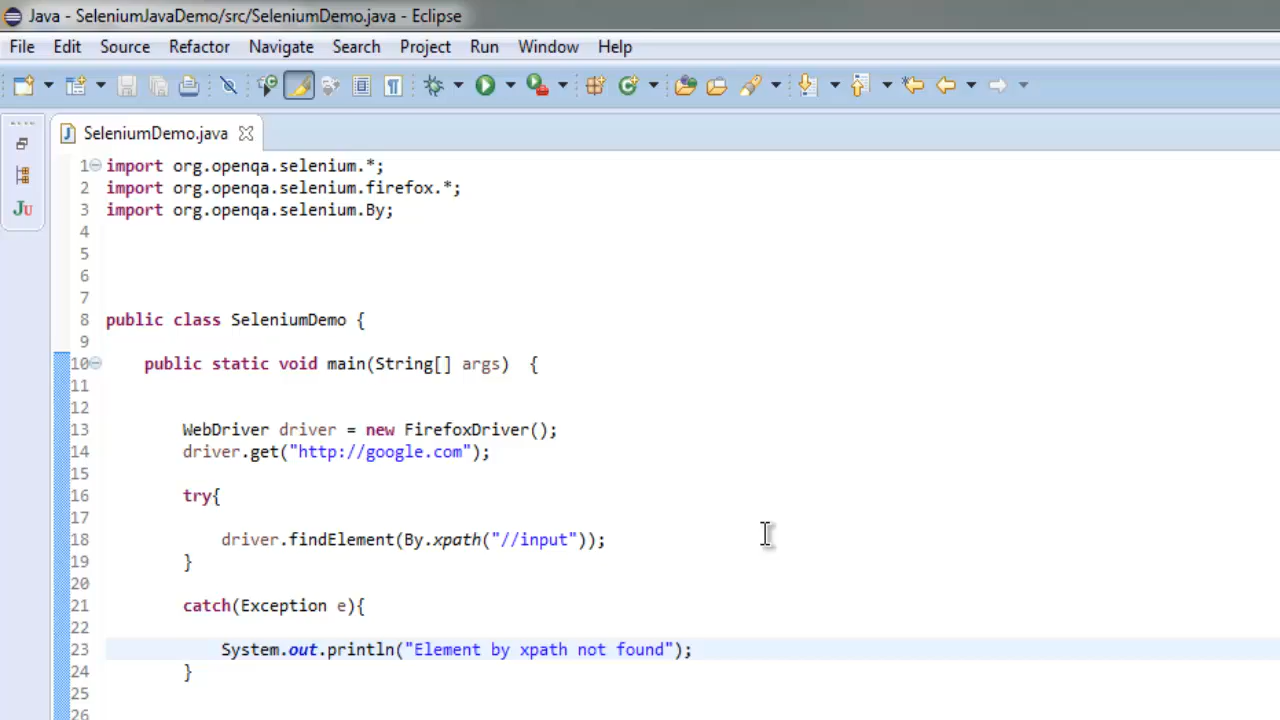 Java - SeleniumJavaDemo/src/SeleniumDemo.java - Eclipse
File Edit Source Refactor Navigate Search Project Run Window Help
SeleniumDemo.java
JU
1 import org.openqa.selenium.*;
2 import org.openqa.selenium.firefox.*;
3 import org.openqa.selenium.By;
4
5
6
7
8 public class SeleniumDemo {
9
10 public static void main(String[] args)  {
11
12
13 WebDriver driver = new FirefoxDriver();
14 driver.get("http://google.com");
15
16 try{
17
18 driver.findElement(By.xpath("//input"));
19 }
20
21 catch(Exception e){
22
23 System.out.println("Element by xpath not found");
24 }
25
26